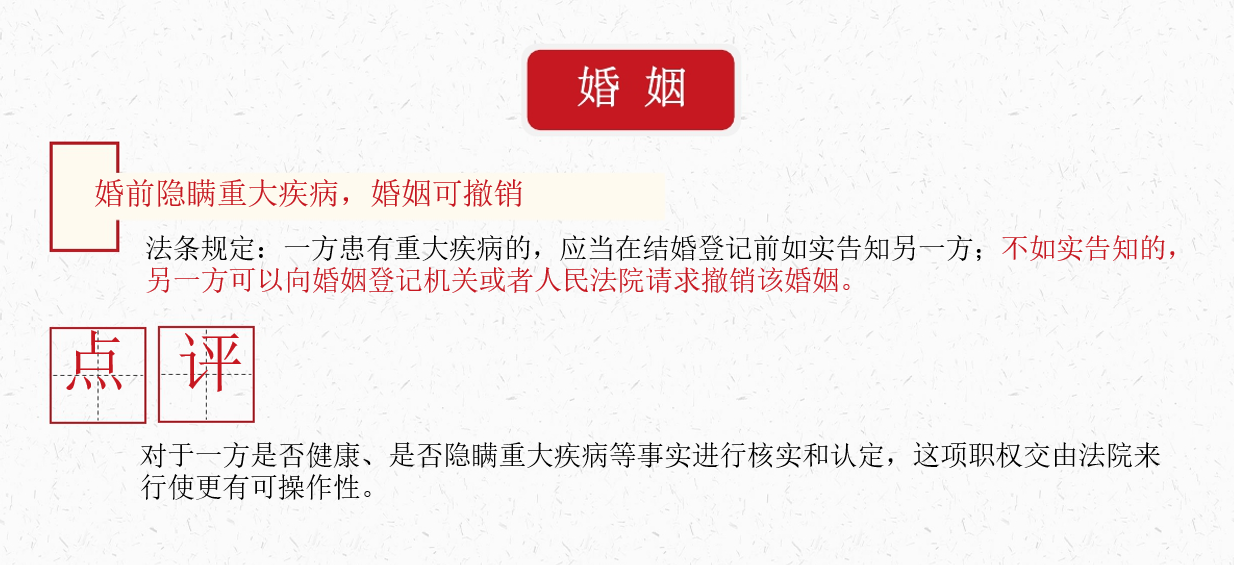 婚 姻
婚前隐瞒重大疾病，婚姻可撤销
法条规定：一方患有重大疾病的，应当在结婚登记前如实告知另一方；不如实告知的，
另一方可以向婚姻登记机关或者人民法院请求撤销该婚姻。
点评
对于一方是否健康、是否隐瞒重大疾病等事实进行核实和认定，这项职权交由法院来
行使更有可操作性。